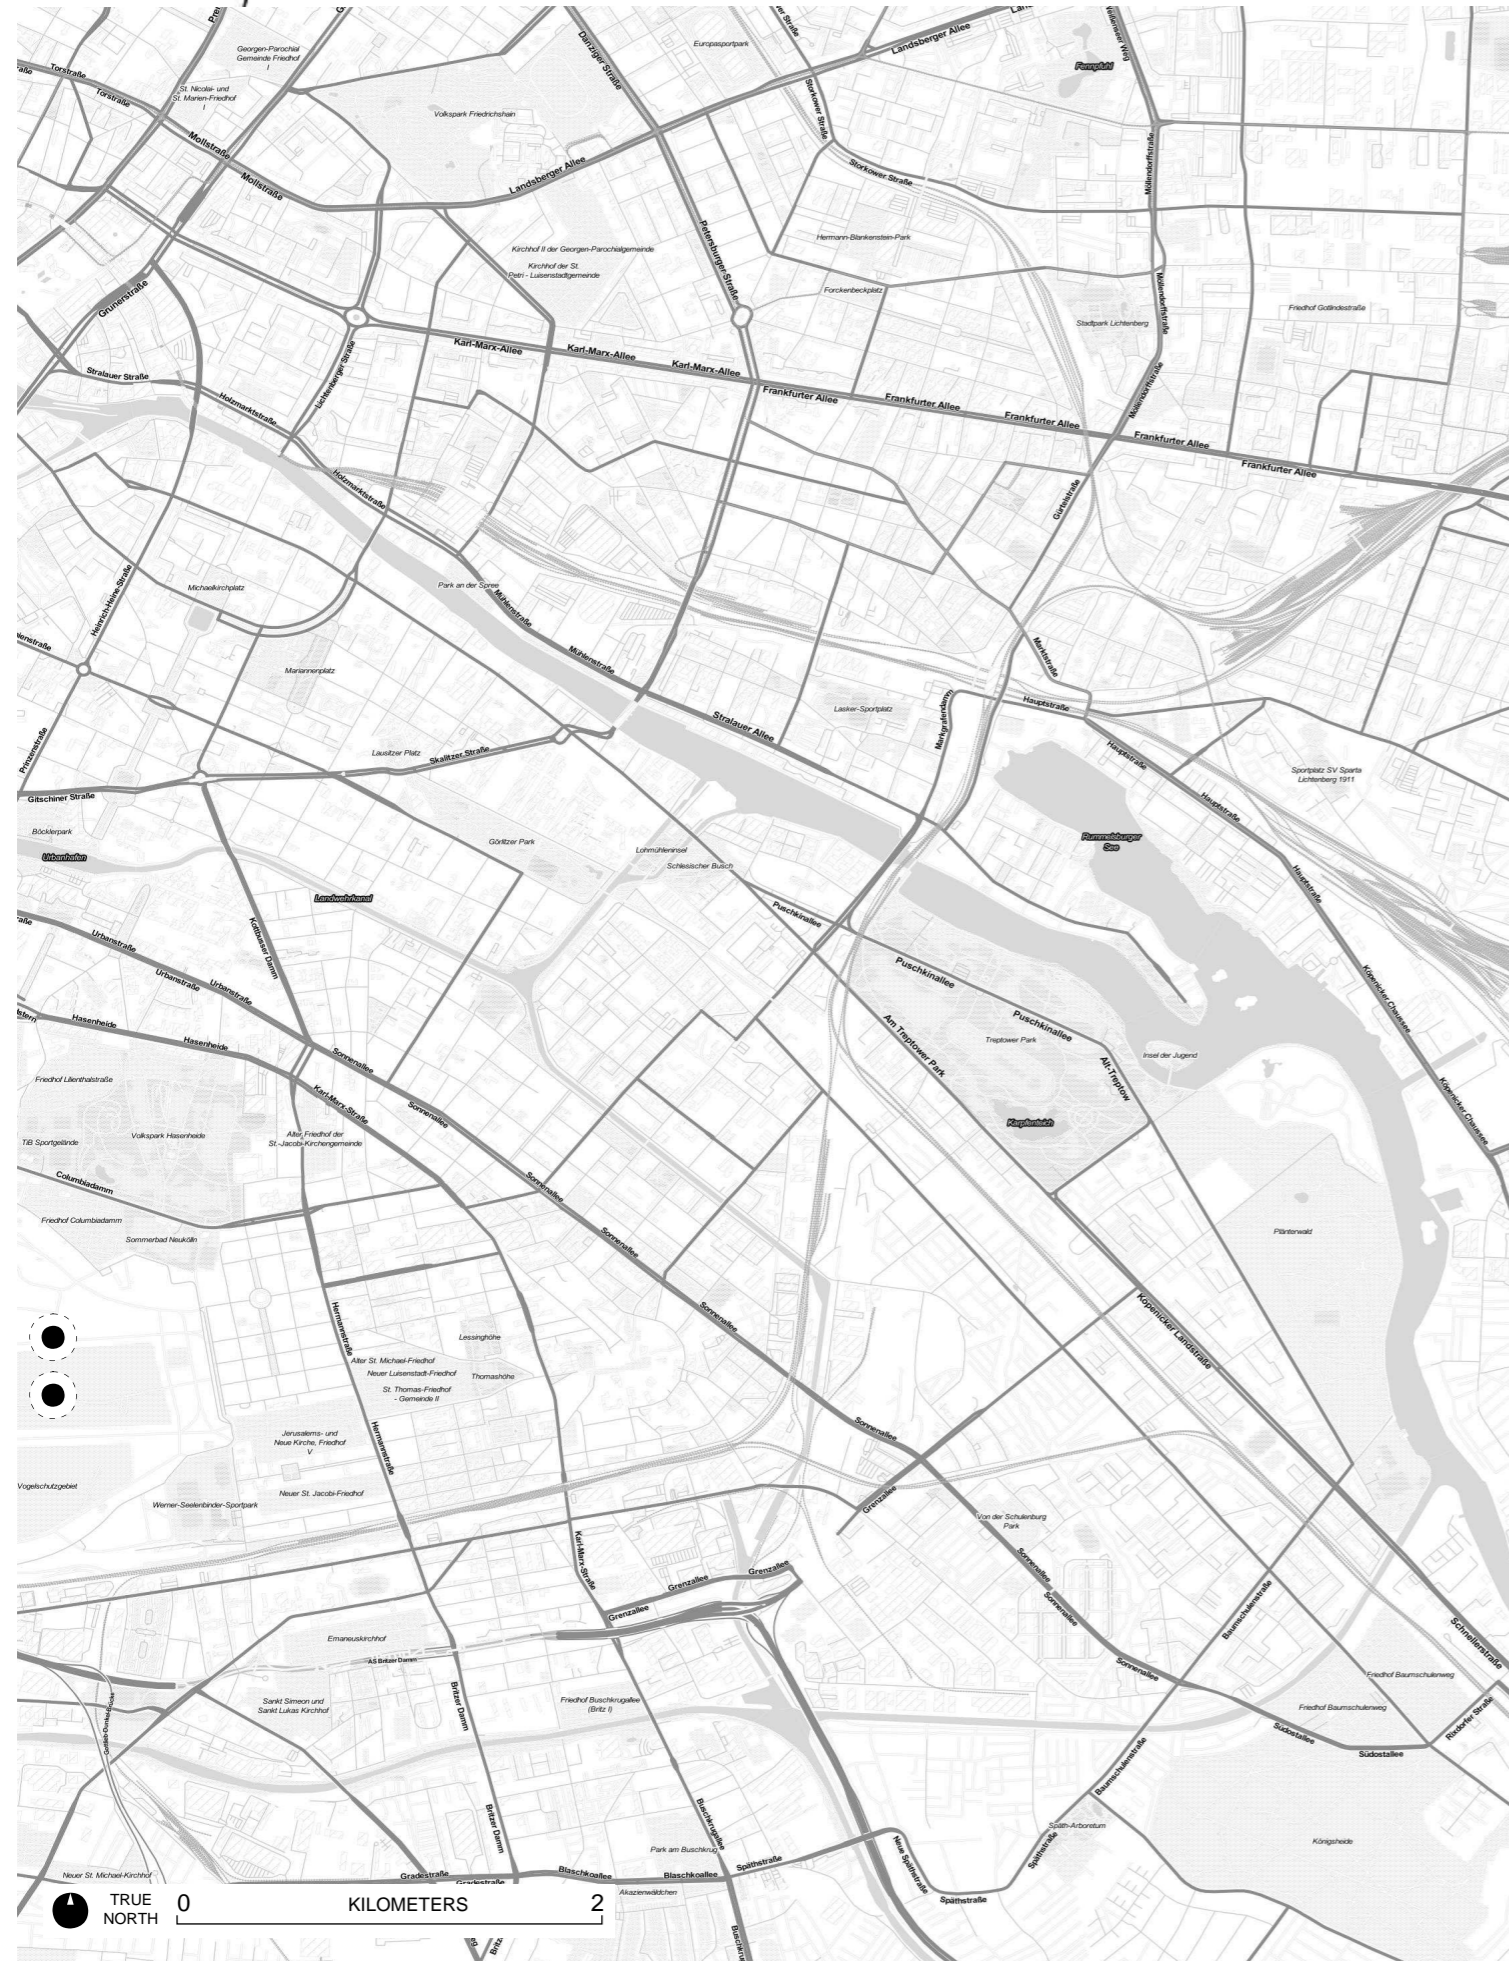 Landsberger Allee
Weißenseer Weg
Georgen-Parochial
Gemeinde Friedhof
I
Danziger Straße
Europasportpark
Fennpfuhl
Torstraße
Torstraße
St. Nicolai- und
St. Marien-Friedhof
I
Storkower Straße
Volkspark Friedrichshain
Mollstraße
Mollstraße
Landsberger Allee
Storkower Straße
Möllendorffstraße
Petersburger Straße
Hermann-Blankenstein-Park
Kirchhof II der Georgen-Parochialgemeinde
Kirchhof der St.
Petri - Luisenstadtgemeinde
Grunerstraße
Forckenbeckplatz
Möllendorffstraße
Stadtpark Lichtenberg
Friedhof Gotlindestraße
Karl-Marx-Allee
Karl-Marx-Allee
Karl-Marx-Allee
Lichtenberger Straße
Stralauer Straße
Holzmarktstraße
Möllendorffstraße
Frankfurter Allee
Frankfurter Allee
Frankfurter Allee
Frankfurter Allee
Frankfurter Allee
Holzmarktstraße
Gürtelstraße
Heinrich-Heine-Straße
Michaelkirchplatz
Park an der Spree
Mühlenstraße
Mühlenstraße
Mariannenplatz
Marktstraße
Hauptstraße
Lasker-Sportplatz
Markgrafendamm
Stralauer Allee
Prinzenstraße
Lausitzer Platz
Skalitzer Straße
Hauptstraße
Sportplatz SV Sparta
Lichtenberg 1911
Gitschiner Straße
Hauptstraße
Böcklerpark
Urbanhafen
Görlitzer Park
Lohmühleninsel
Schlesischer Busch
Rummelsburger
See
Hauptstraße
Landwehrkanal
Puschkinallee
Urbanstraße
Kottbusser Damm
Urbanstraße
Urbanstraße
Puschkinallee
Köpenicker Chaussee
Hasenheide
Hasenheide
Am Treptower Park
Puschkinallee
Treptower Park
Insel der Jugend
Sonnenallee
Alt-Treptow
Friedhof Lilienthalstraße
Karl-Marx-Straße
Sonnenallee
Köpenicker Chaussee
Karpfenteich
TiB Sportgelände
Volkspark Hasenheide
Alter Friedhof der
St.-Jacobi-Kirchengemeinde
Columbiadamm
Sonnenallee
Friedhof Columbiadamm
Sommerbad Neukölln
Sonnenallee
Plänterwald
Hermannstraße
Sonnenallee
Köpenicker Landstraße
Lessinghöhe
Alter St. Michael-Friedhof
Neuer Luisenstadt-Friedhof
Thomashöhe
St. Thomas-Friedhof
- Gemeinde II
Hermannstraße
Jerusalems- und
Neue Kirche, Friedhof
V
Sonnenallee
Vogelschutzgebiet
Werner-Seelenbinder-Sportpark
Neuer St. Jacobi-Friedhof
Grenzallee
Von der Schulenburg
Park
Karl-Marx-Straße
Grenzallee
Grenzallee
Grenzallee
Sonnenallee
Sonnenallee
Baumschulenstraße
Schnellerstraße
Emmauskirchhof
AS Britzer Damm
Sonnenallee
Friedhof Baumschulenweg
Friedhof Baumschulenweg
Sankt Simeon und
Sankt Lukas Kirchhof
Britzer Damm
Friedhof Buschkrugallee
(Britz I)
Gottlieb-Dunkel-Brücke
Rixdorfer Straße
Südostallee
Südostallee
Baumschulenstraße
Britzer Damm
Buschkrugallee
Späth-Arboretum
Königsheide
Park am Buschkrug
Neue Späthstraße
Späthstraße
Neuer St. Michael-Kirchhof
Gradestraße
Gradestraße
Blaschkoallee
Blaschkoallee
Späthstraße
Akazienwäldchen
Späthstraße
TRUE
NORTH
0 KILOMETERS 2